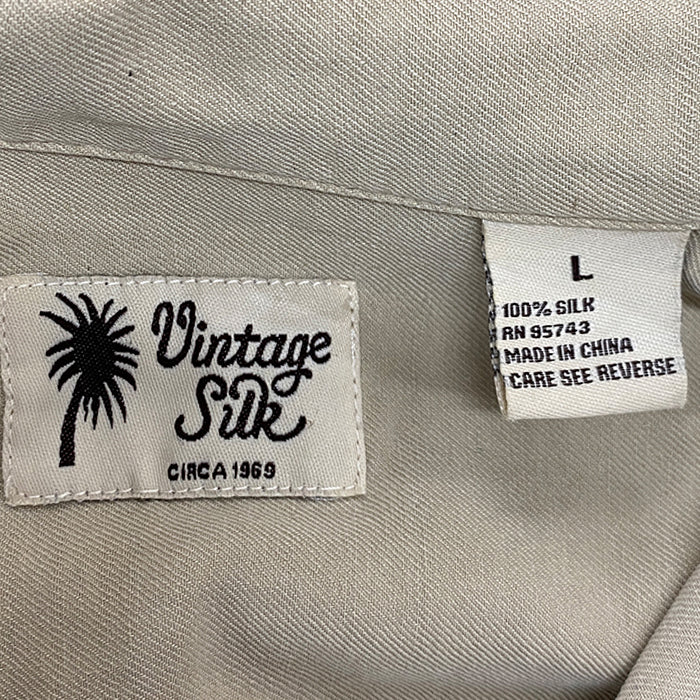 Vintage
Silk
CIRCA 1969
L
100% SILK
RN 95743
MADE IN CHINA
CARE SEE REVERSE